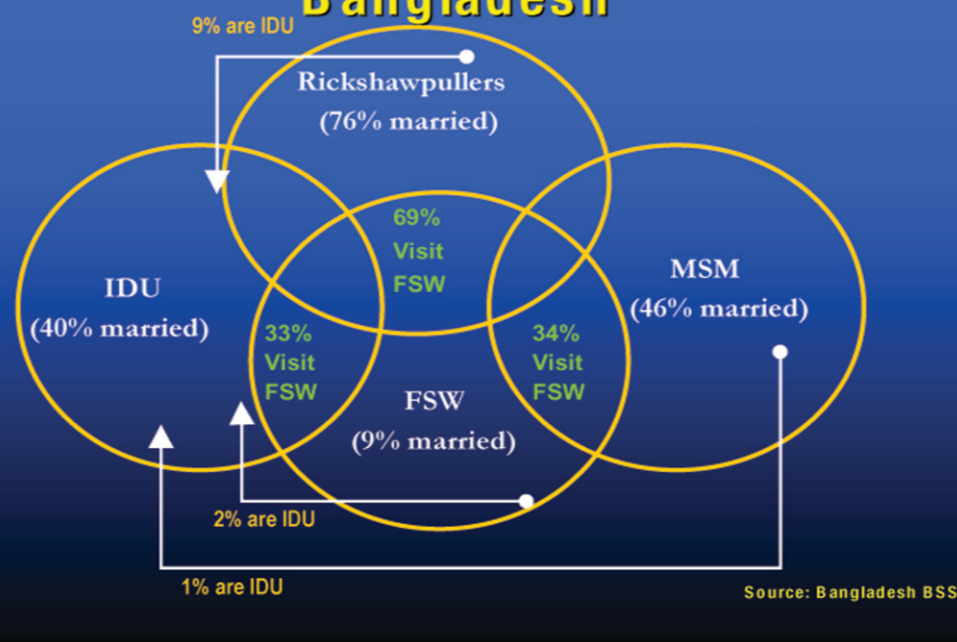 Bangladesh
9% are IDU
Rickshawpullers
(76% married)
69%
Visit
FSW
MSM
(46% married)
IDU
(40% married)
33%
Visit
FSW
34%
Visit
FSW
FSW
(9% married)
2% are IDU
1% are IDU
Source: Bangladesh BSS